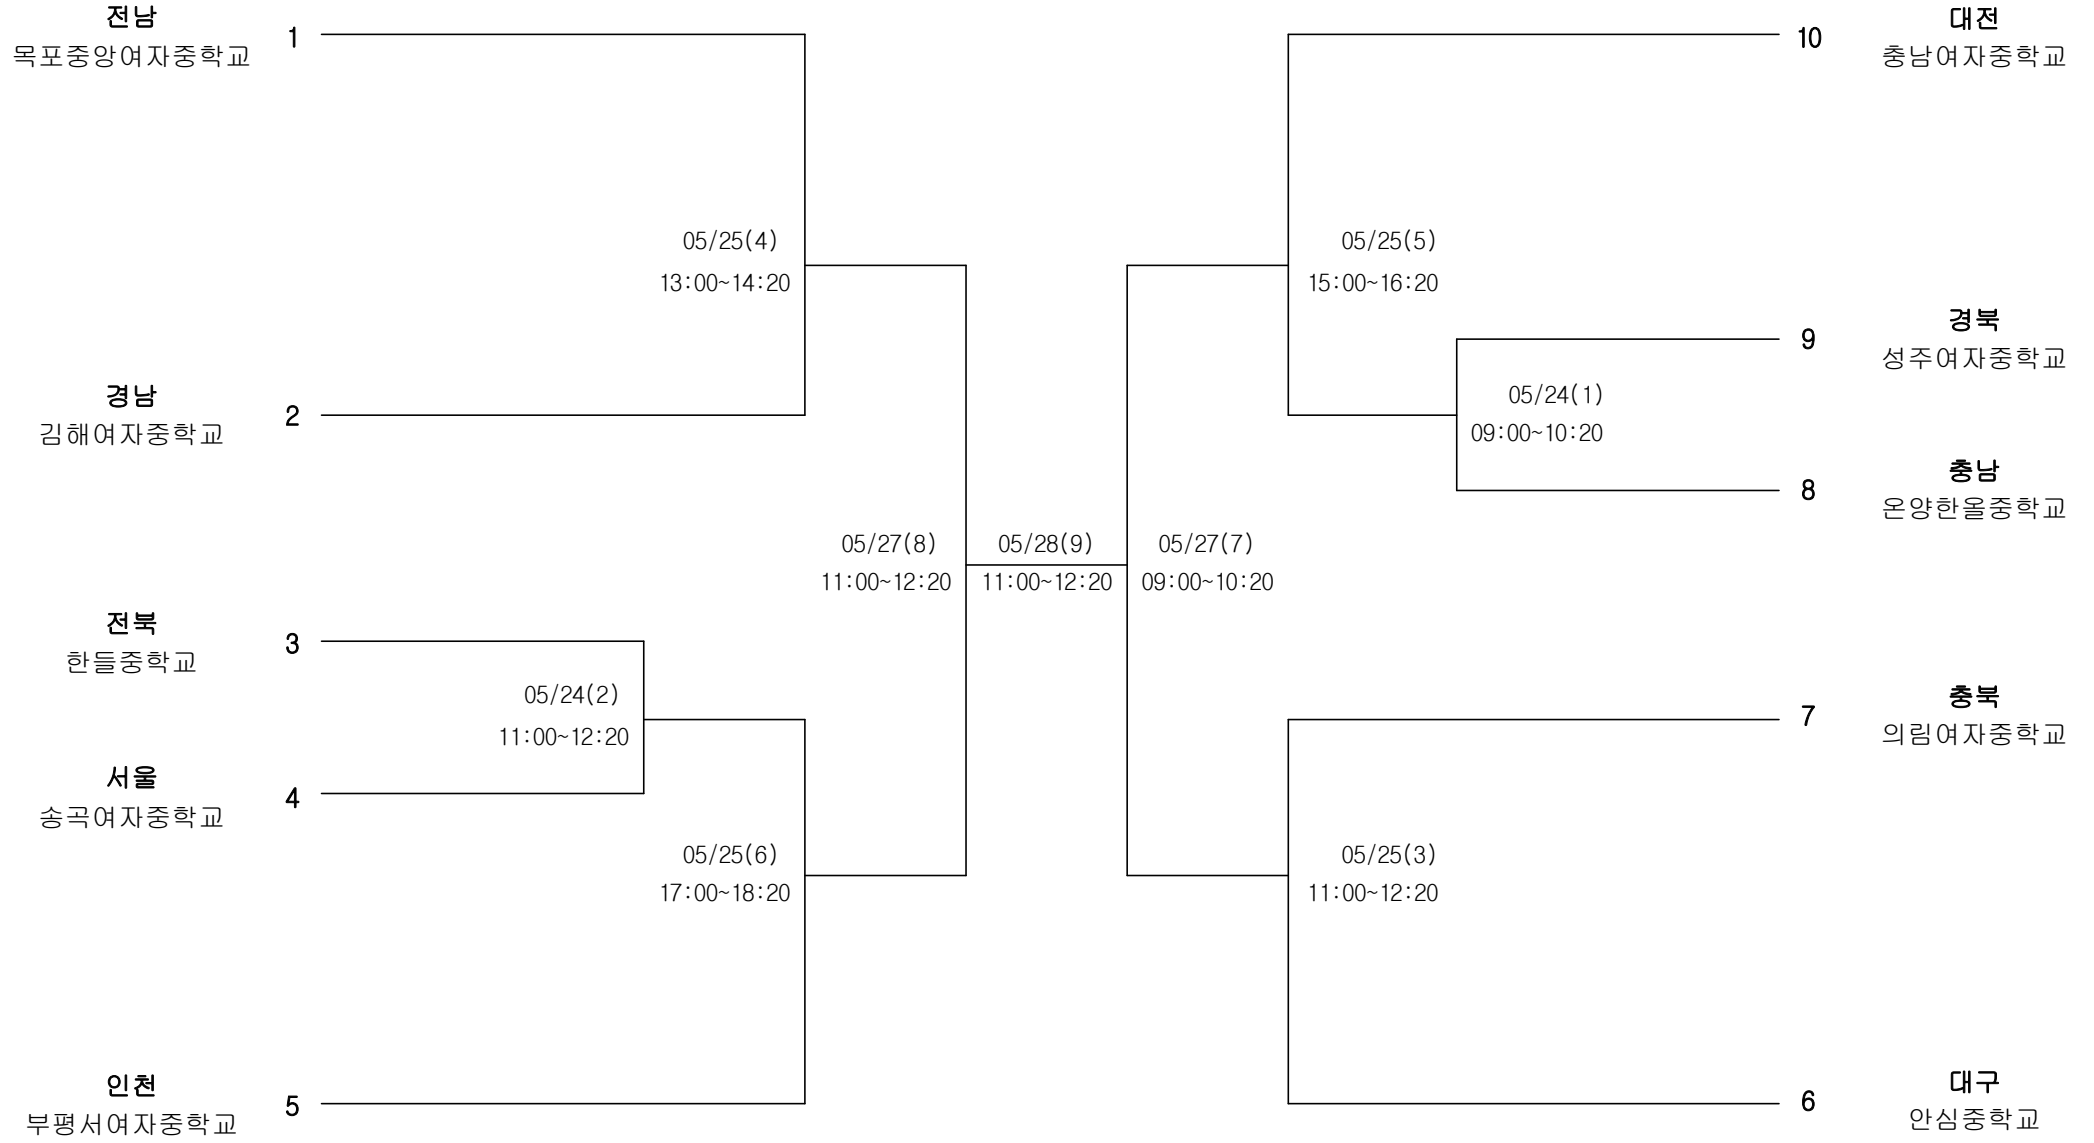 전남
목포중앙여자중학교
1
경남
김해여자중학교
2
전북
한들중학교
3
서울
송곡여자중학교
4
인천
부평서여자중학교
5
05/24(2)
11:00~12:20
05/25(4)
13:00~14:20
05/25(6)
17:00~18:20
05/27(8)
11:00~12:20
05/28(9)
11:00~12:20
05/27(7)
09:00~10:20
05/25(5)
15:00~16:20
05/25(3)
11:00~12:20
05/24(1)
09:00~10:20
10
대전
충남여자중학교
9
경북
성주여자중학교
8
충남
온양한올중학교
7
충북
의림여자중학교
6
대구
안심중학교